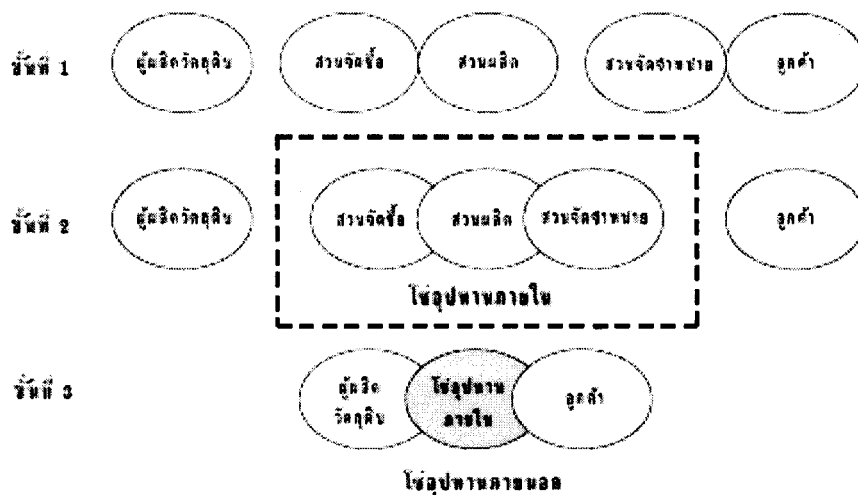 ขั้นที่ 1 ผู้ผลิตวัตถุดิบ ส่วนจัดซื้อ ส่วนผลิต ส่วนจัดจำหน่าย ลูกค้า
ขั้นที่ 2 ผู้ผลิตวัตถุดิบ ส่วนจัดซื้อ ส่วนผลิต ส่วนจัดจำหน่าย ลูกค้า
โซ่อุปทานภายใน
ขั้นที่ 3
ผู้ผลิต
วัตถุดิบ
โซ่อุปทาน
ภายใน
ลูกค้า
โซ่อุปทานภายนอก